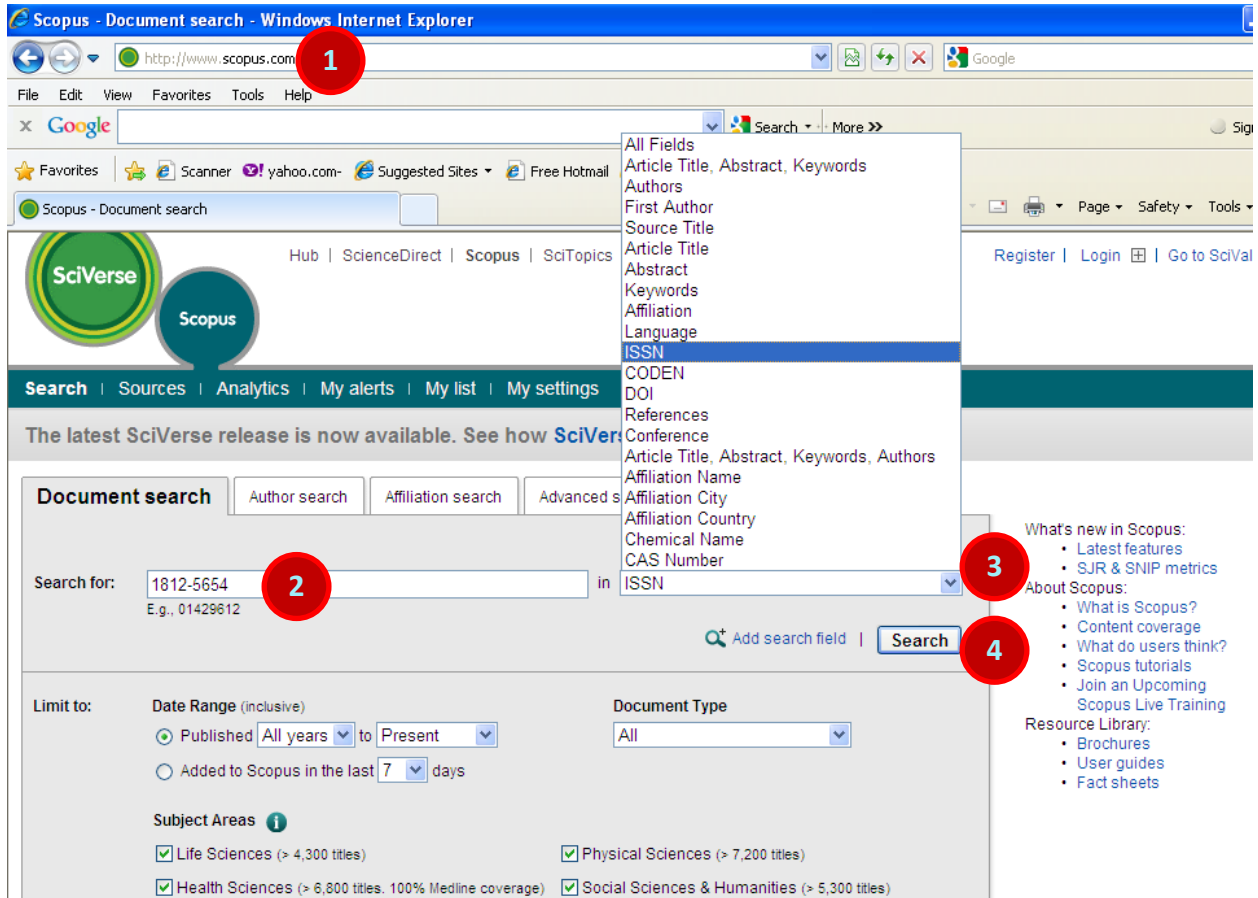 Scopus - Document search - Windows Internet Explorer
http://www.scopus.com
1
Google
File Edit View Favorites Tools Help
x Google Search More >>
Favorites Scanner yahoo.com- Suggested Sites Free Hotmail
Scopus - Document search
Page Safety Tools
All Fields
Article Title, Abstract, Keywords
Authors
First Author
Source Title
Article Title
Abstract
Keywords
Affiliation
Language
ISSN
CODEN
DOI
References
Conference
Article Title, Abstract, Keywords, Authors
Affiliation Name
Affiliation City
Affiliation Country
Chemical Name
CAS Number
SciVerse
Scopus
Hub | ScienceDirect | Scopus | SciTopics
Register | Login | Go to SciVal
Search | Sources | Analytics | My alerts | My list | My settings
The latest SciVerse release is now available. See how SciVers
Document search Author search Affiliation search Advanced s
Search for: 1812-5654 2 in ISSN 3
E.g., 01429612
Add search field | Search 4
Limit to: Date Range (inclusive) Document Type
Published All years to Present All
Added to Scopus in the last 7 days
Subject Areas i
Life Sciences (> 4,300 titles) Physical Sciences (> 7,200 titles)
Health Sciences (> 6,800 titles. 100% Medline coverage) Social Sciences & Humanities (> 5,300 titles)
What's new in Scopus:
• Latest features
• SJR & SNIP metrics
About Scopus:
• What is Scopus?
• Content coverage
• What do users think?
• Scopus tutorials
• Join an Upcoming
Scopus Live Training
Resource Library:
• Brochures
• User guides
• Fact sheets